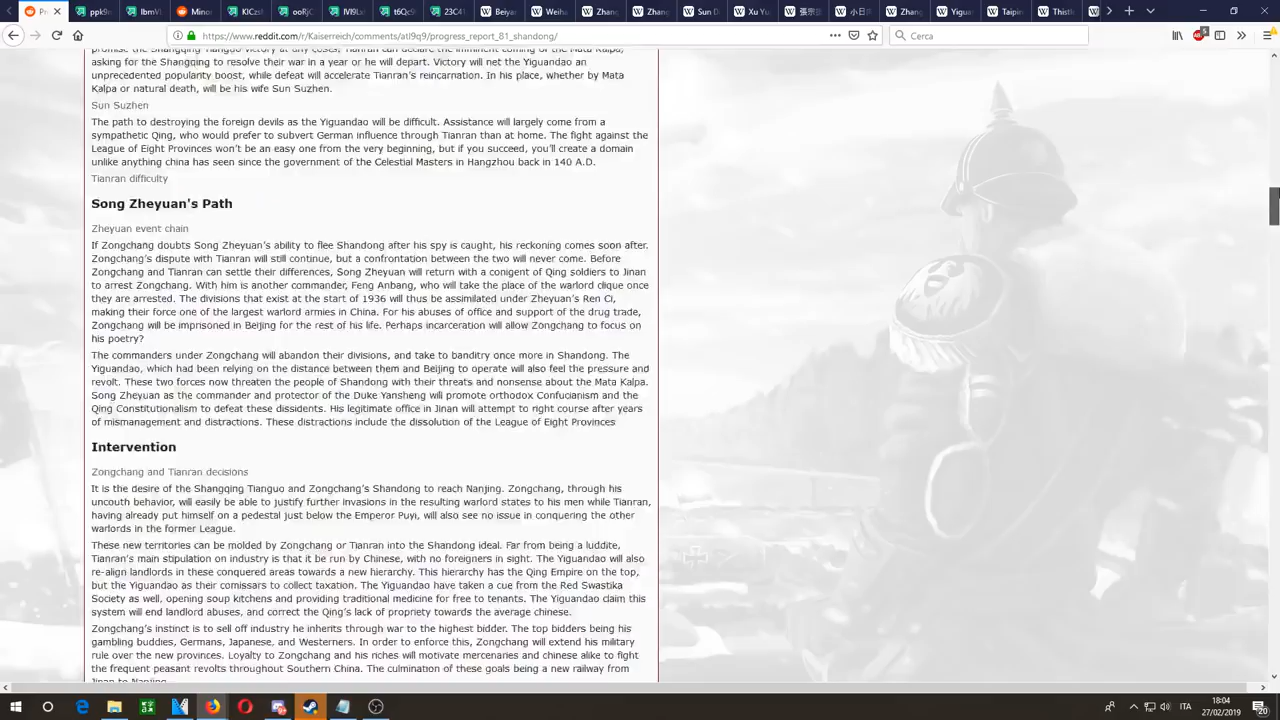 Pr
ppk9n
lbmVL
Minor
KlCzsl
ooRjC
IVI9Lx
t6Qc9
23C41
Beiyar
Weiha
Zhang
Zhang
Sun D
Xu Yu
張宗
小日
Zhang
Yigua
Taipin
Thistl
https://www.reddit.com/r/Kaiserreich/comments/atl9q9/progress_report_81_shandong/
Cerca
promise the Shangqing Tianguo victory at any costs, Tianran can declare the imminent coming of the Mata Kalpa,
asking for the Shangqing to resolve their war in a year or he will depart. Victory will net the Yiguandao an
unprecedented popularity boost, while defeat will accelerate Tianran's reincarnation. In his place, whether by Mata
Kalpa or natural death, will be his wife Sun Suzhen.
Sun Suzhen
The path to destroying the foreign devils as the Yiguandao will be difficult. Assistance will largely come from a
sympathetic Qing, who would prefer to subvert German influence through Tianran than at home. The fight against the
League of Eight Provinces won't be an easy one from the very beginning, but if you succeed, you'll create a domain
unlike anything china has seen since the government of the Celestial Masters in Hangzhou back in 140 A.D.
Tianran difficulty
Song Zheyuan's Path
Zheyuan event chain
If Zongchang doubts Song Zheyuan's ability to flee Shandong after his spy is caught, his reckoning comes soon after.
Zongchang's dispute with Tianran will still continue, but a confrontation between the two will never come. Before
Zongchang and Tianran can settle their differences, Song Zheyuan will return with a conigent of Qing soldiers to Jinan
to arrest Zongchang. With him is another commander, Feng Anbang, who will take the place of the warlord clique once
they are arrested. The divisions that exist at the start of 1936 will thus be assimilated under Zheyuan's Ren Ci,
making their force one of the largest warlord armies in China. For his abuses of office and support of the drug trade,
Zongchang will be imprisoned in Beijing for the rest of his life. Perhaps incarceration will allow Zongchang to focus on
his poetry?
The commanders under Zongchang will abandon their divisions, and take to banditry once more in Shandong. The
Yiguandao, which had been relying on the distance between them and Beijing to operate will also feel the pressure and
revolt. These two forces now threaten the people of Shandong with their threats and nonsense about the Mata Kalpa.
Song Zheyuan as the commander and protector of the Duke Yansheng will promote orthodox Confucianism and the
Qing Constitutionalism to defeat these dissidents. His legitimate office in Jinan will attempt to right course after years
of mismanagement and distractions. These distractions include the dissolution of the League of Eight Provinces
Intervention
Zongchang and Tianran decisions
It is the desire of the Shangqing Tianguo and Zongchang's Shandong to reach Nanjing. Zongchang, through his
uncouth behavior, will easily be able to justify further invasions in the resulting warlord states to his men while Tianran,
having already put himself on a pedestal just below the Emperor Puyi, will also see no issue in conquering the other
warlords in the former League.
These new territories can be molded by Zongchang or Tianran into the Shandong ideal. Far from being a luddite,
Tianran's main stipulation on industry is that it be run by Chinese, with no foreigners in sight. The Yiguandao will also
re-align landlords in these conquered areas towards a new hierarchy. This hierarchy has the Qing Empire on the top,
but the Yiguandao as their comissars to collect taxation. The Yiguandao have taken a cue from the Red Swastika
Society as well, opening soup kitchens and providing traditional medicine for free to tenants. The Yiguandao claim this
system will end landlord abuses, and correct the Qing's lack of propriety towards the average chinese.
Zongchang's instinct is to sell off industry he inherits through war to the highest bidder. The top bidders being his
gambling buddies, Germans, Japanese, and Westerners. In order to enforce this, Zongchang will extend his military
rule over the new provinces. Loyalty to Zongchang and his riches will motivate mercenaries and chinese alike to fight
the frequent peasant revolts throughout Southern China. The culmination of these goals being a new railway from
Jinan to Nanjing.
ITA
18:04
27/02/2019
20